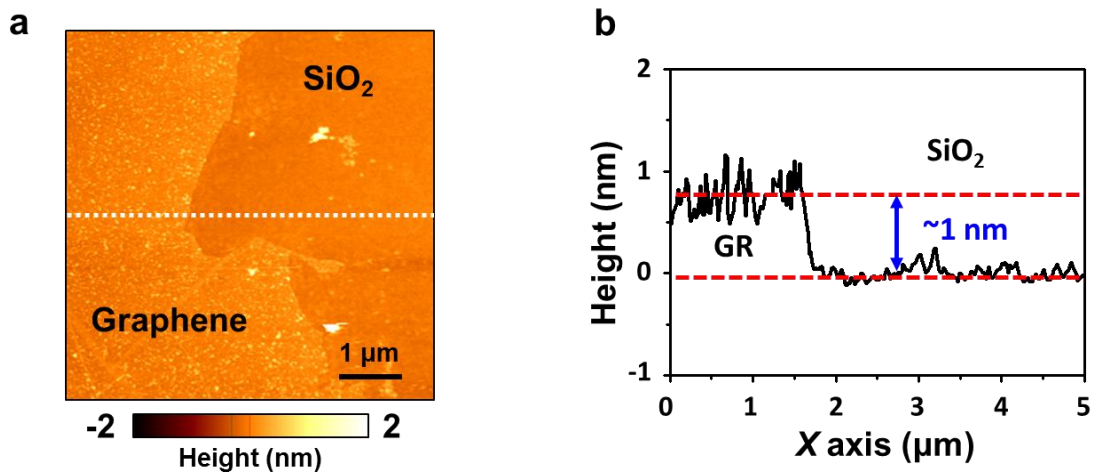 a
SiO₂
Graphene
1 μm
-2
2
Height (nm)
b
2
1
0
-1
Height (nm)
SiO₂
GR
~1 nm
0 1 2 3 4 5
X axis (μm)